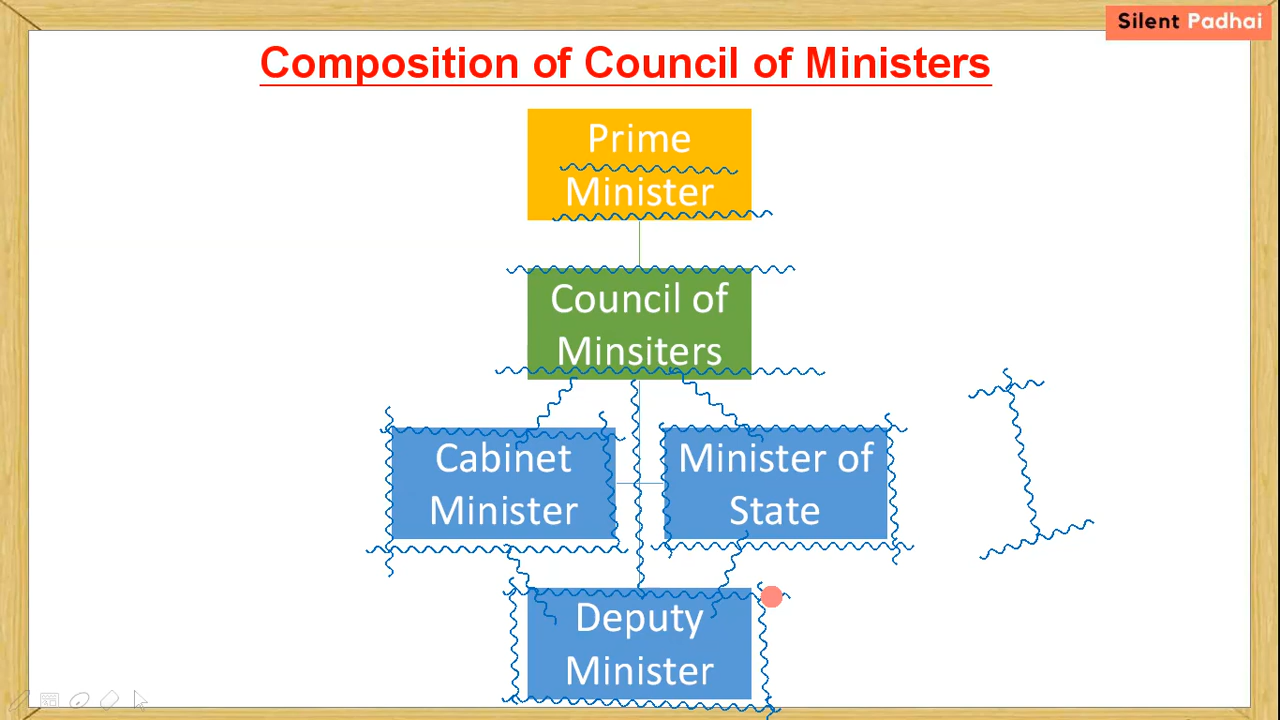 Silent Padhai
Composition of Council of Ministers
Prime
Minister
Council of
Minsiters
Cabinet
Minister
Minister of
State
Deputy
Minister